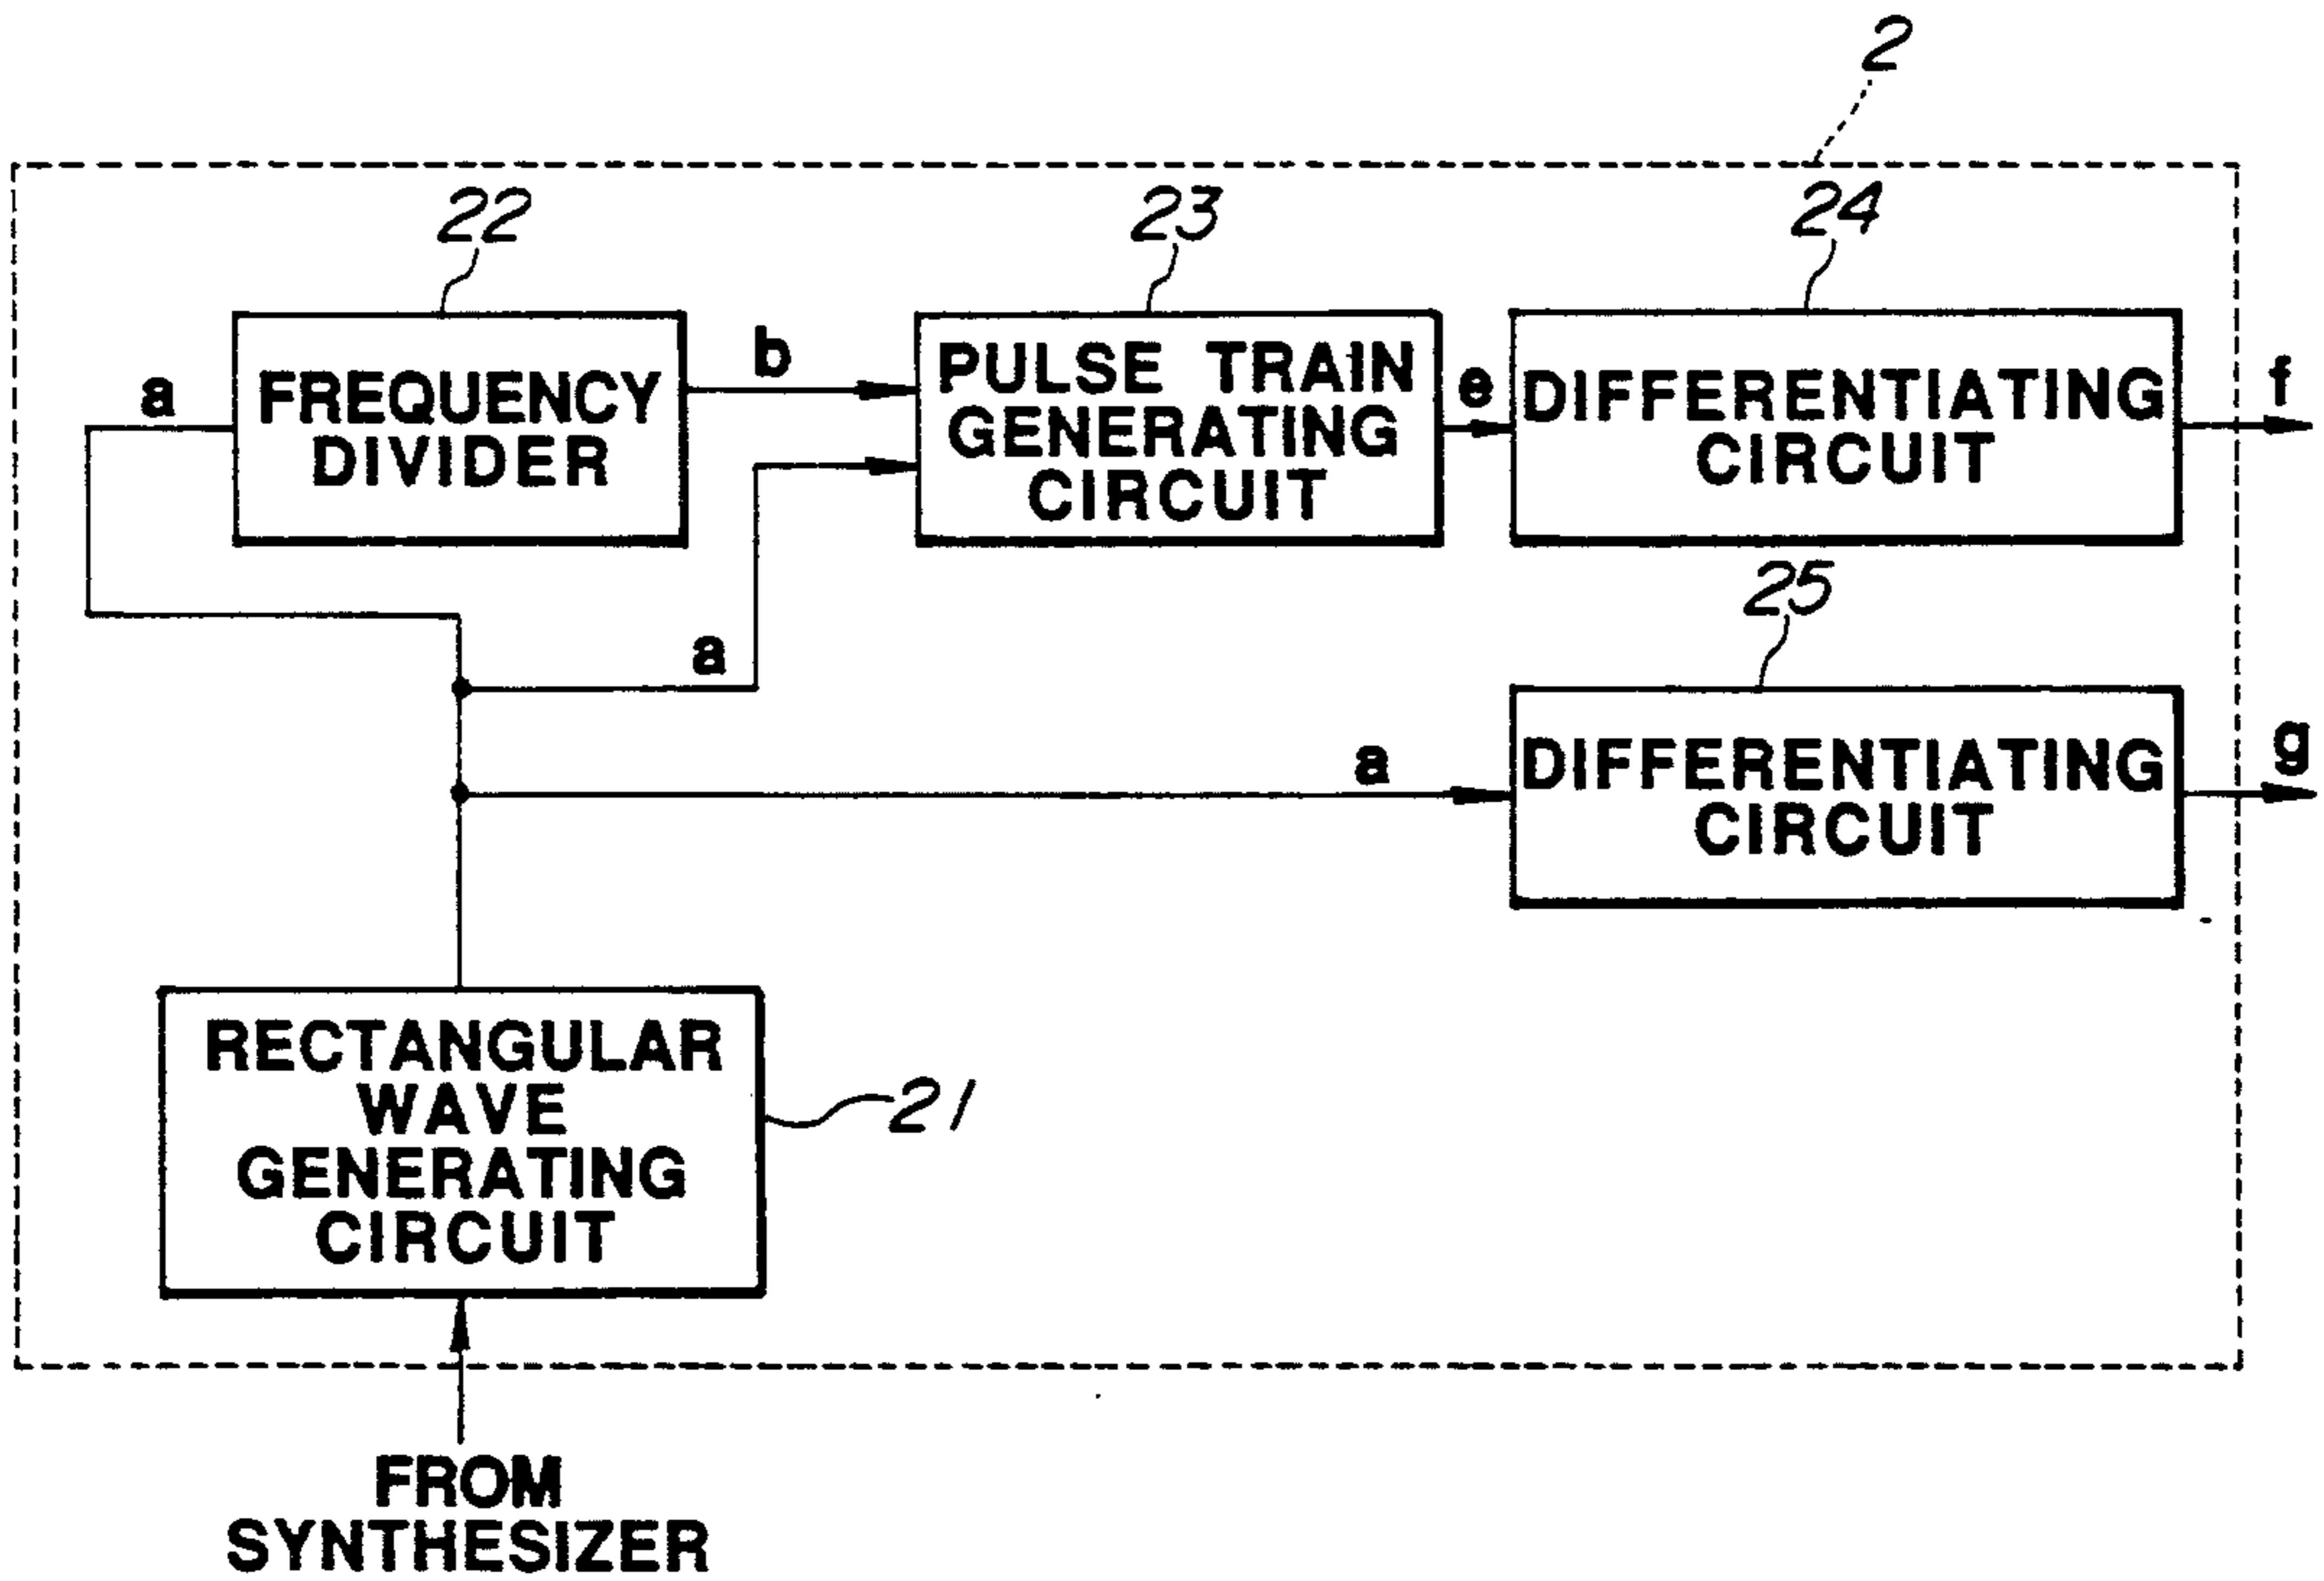 2
22
23
24
a
FREQUENCY
DIVIDER
b
PULSE TRAIN
GENERATING
CIRCUIT
e
DIFFERENTIATING
CIRCUIT
f
25
a
a
DIFFERENTIATING
CIRCUIT
g
RECTANGULAR
WAVE
GENERATING
CIRCUIT
21
FROM
SYNTHESIZER